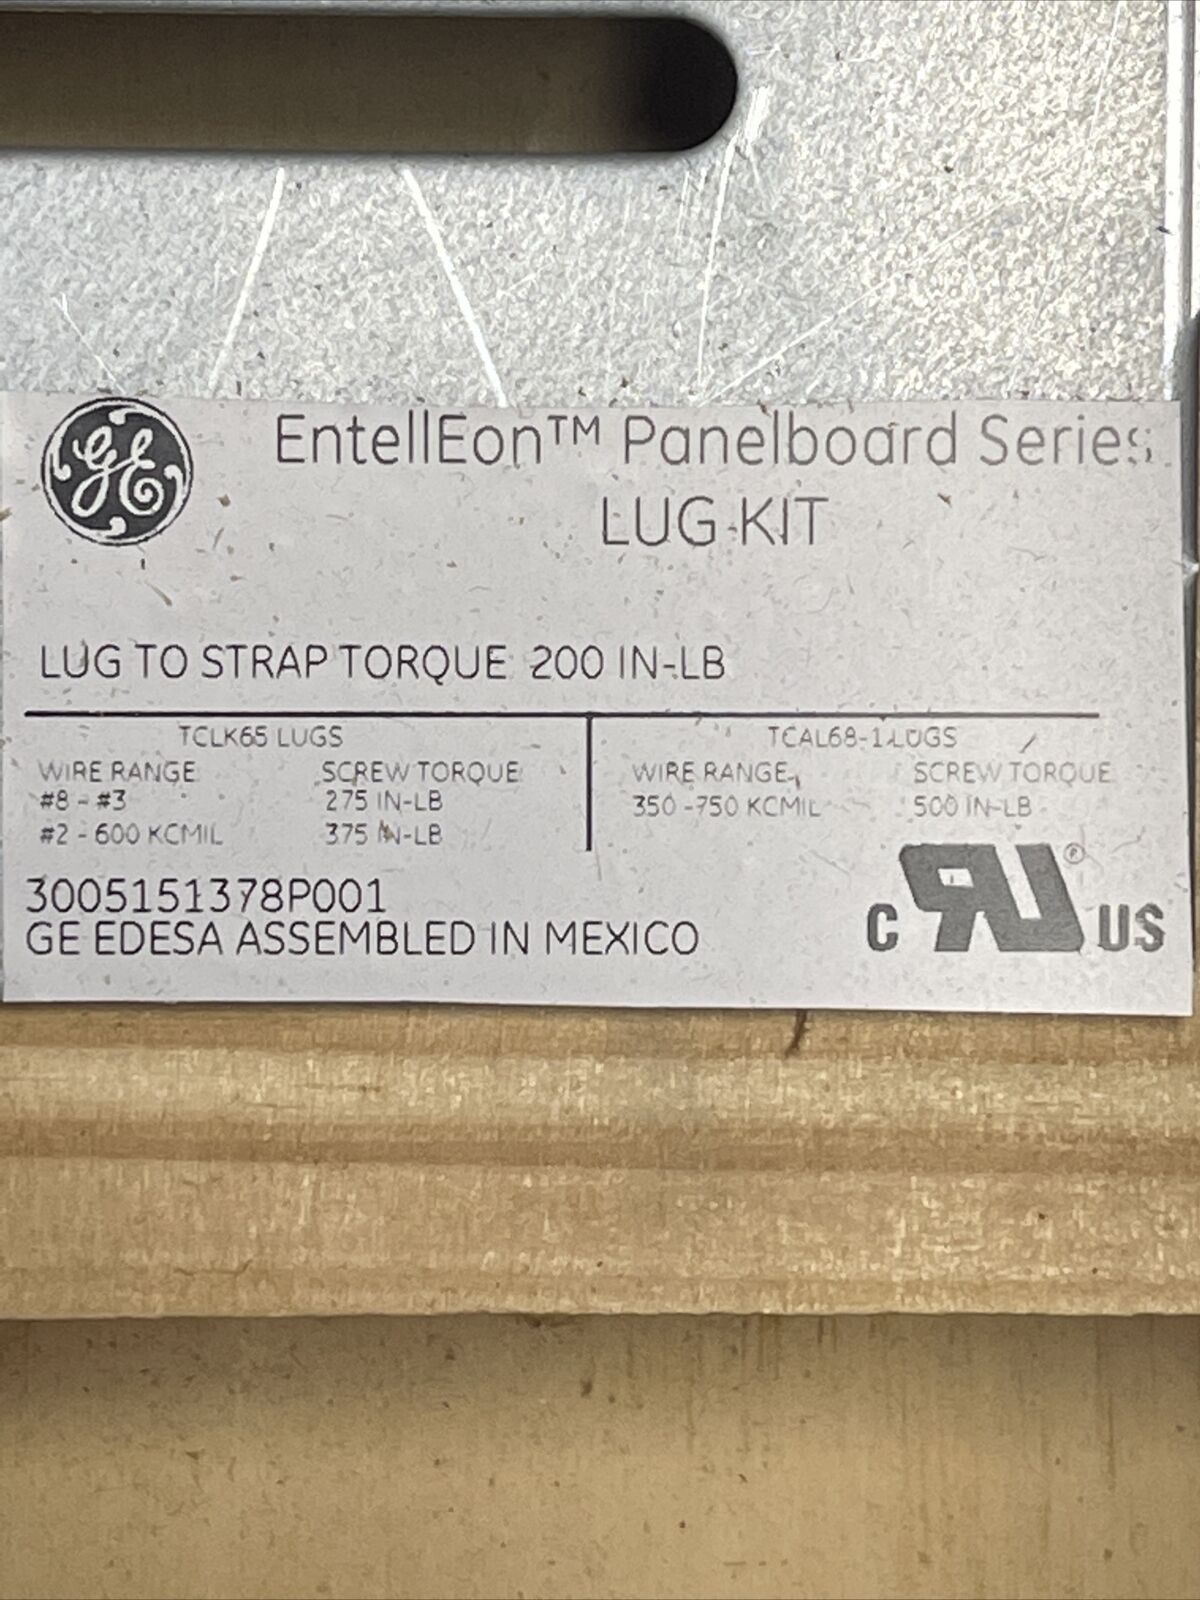 GE
EntellEon™ Panelboard Series
LUG KIT
LUG TO STRAP TORQUE 200 IN-LB
TCLK65 LUGS
WIRE RANGE SCREW TORQUE
#8 - #3 275 IN-LB
#2 - 600 KCMIL 375 IN-LB
TCAL68-1 LUGS
WIRE RANGE SCREW TORQUE
350 -750 KCMIL 500 IN-LB
3005151378P001
GE EDESA ASSEMBLED IN MEXICO
C RU® US